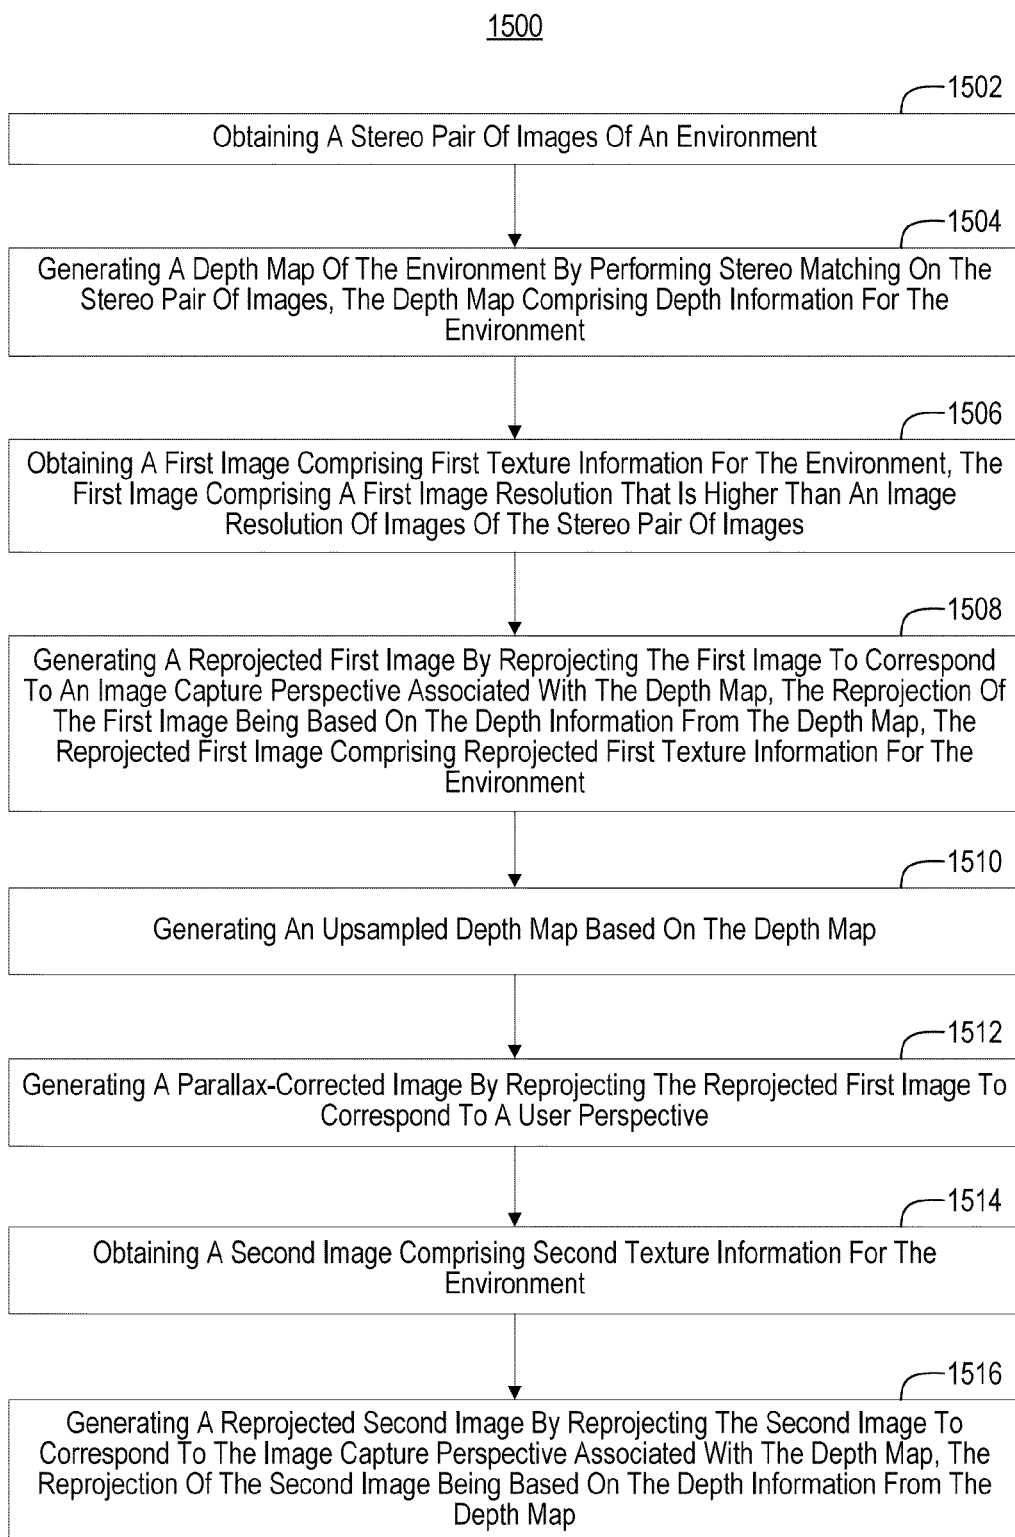 1500
1502
Obtaining A Stereo Pair Of Images Of An Environment
1504
Generating A Depth Map Of The Environment By Performing Stereo Matching On The
Stereo Pair Of Images, The Depth Map Comprising Depth Information For The
Environment
1506
Obtaining A First Image Comprising First Texture Information For The Environment, The
First Image Comprising A First Image Resolution That Is Higher Than An Image
Resolution Of Images Of The Stereo Pair Of Images
1508
Generating A Reprojected First Image By Reprojecting The First Image To Correspond
To An Image Capture Perspective Associated With The Depth Map, The Reprojection Of
The First Image Being Based On The Depth Information From The Depth Map, The
Reprojected First Image Comprising Reprojected First Texture Information For The
Environment
1510
Generating An Upsampled Depth Map Based On The Depth Map
1512
Generating A Parallax-Corrected Image By Reprojecting The Reprojected First Image To
Correspond To A User Perspective
1514
Obtaining A Second Image Comprising Second Texture Information For The
Environment
1516
Generating A Reprojected Second Image By Reprojecting The Second Image To
Correspond To The Image Capture Perspective Associated With The Depth Map, The
Reprojection Of The Second Image Being Based On The Depth Information From The
Depth Map